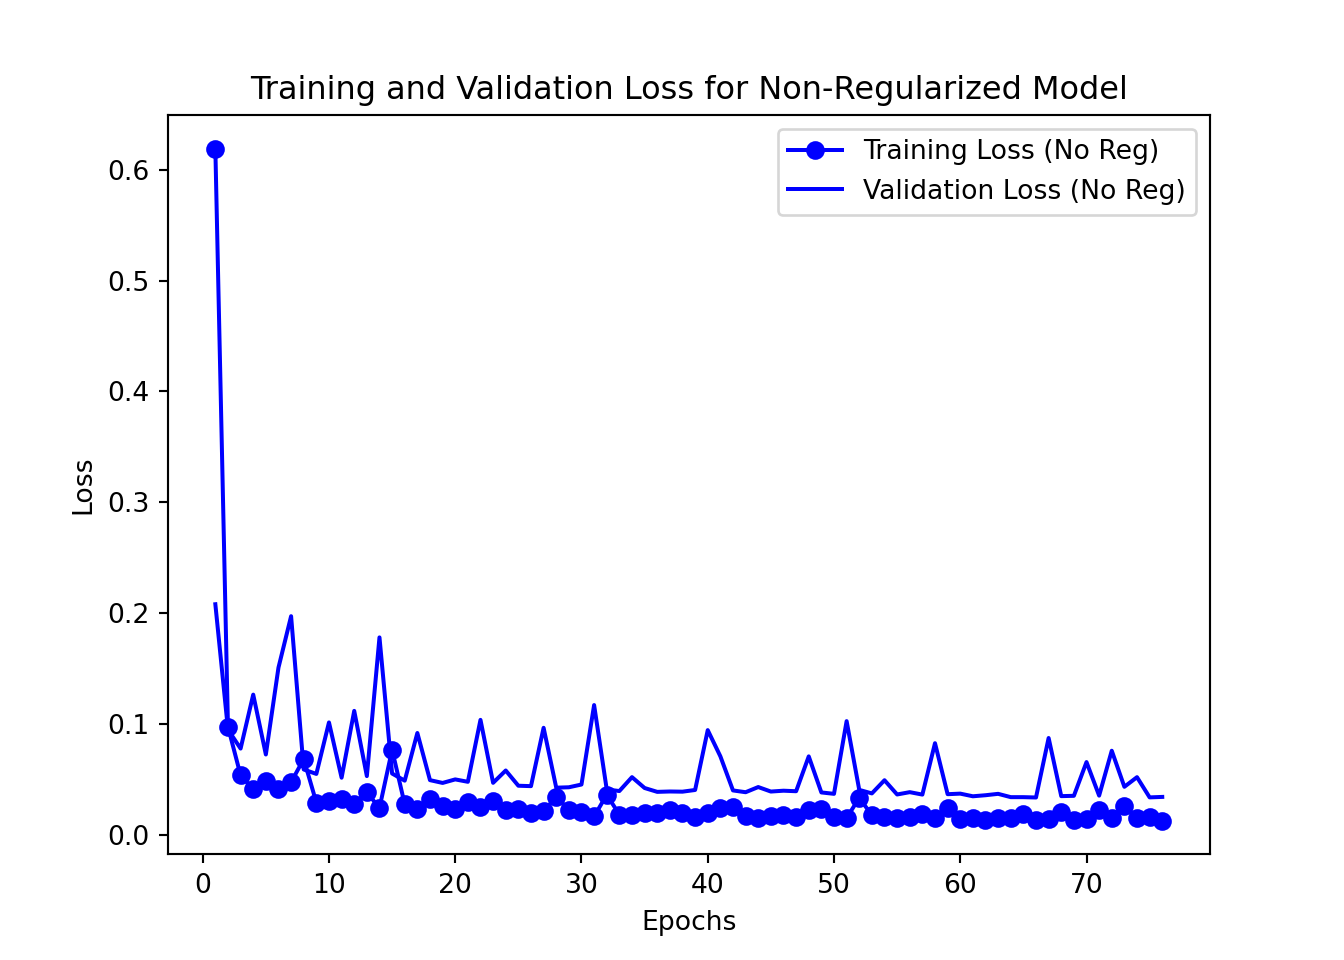 Training and Validation Loss for Non-Regularized Model
Training Loss (No Reg)
Validation Loss (No Reg)
Loss
0.6
0.5
0.4
0.3
0.2
0.1
0.0
0 10 20 30 40 50 60 70
Epochs